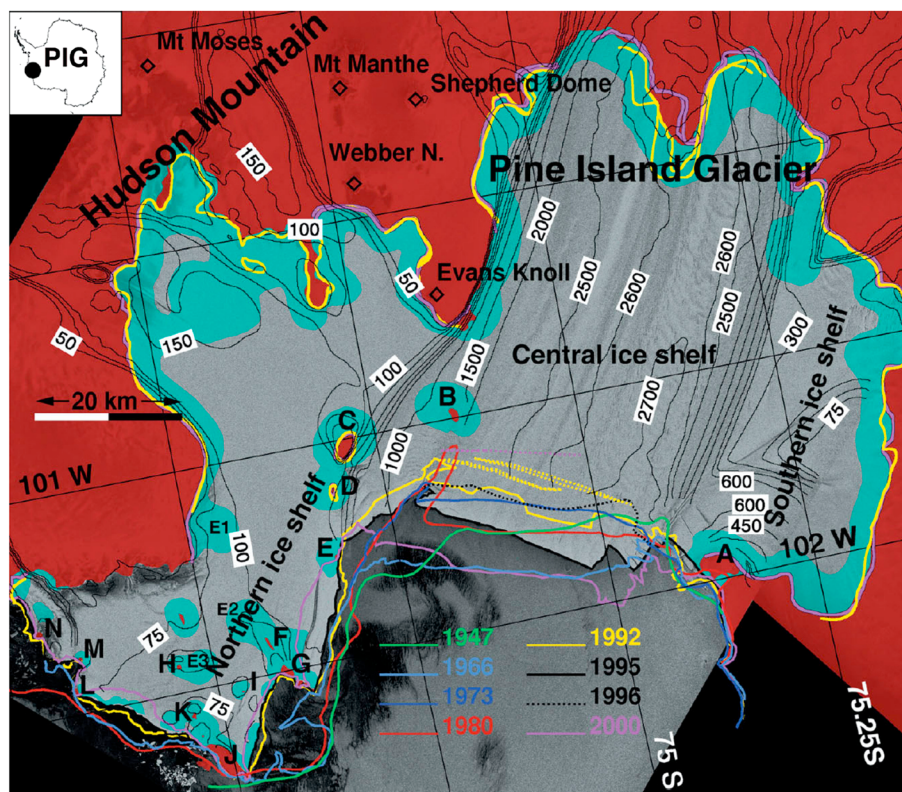 PIG
Mt Moses
Hudson Mountain
Mt Manthe
Shepherd Dome
150
Webber N.
Pine Island Glacier
2000
100
2600
50
Evans Knoll
2500
2600
2500
300
50
150
100
1500
Central ice shelf
Southern ice shelf
20 km
B
2700
75
C
1000
101 W
D
600
600
450
E1
100
Northern ice shelf
E
A
102 W
E2
N
75
F
1947
1992
M
H
E3
G
1966
1995
L
I
1973
1996
K
75
1980
2000
J
75 S
75.25S